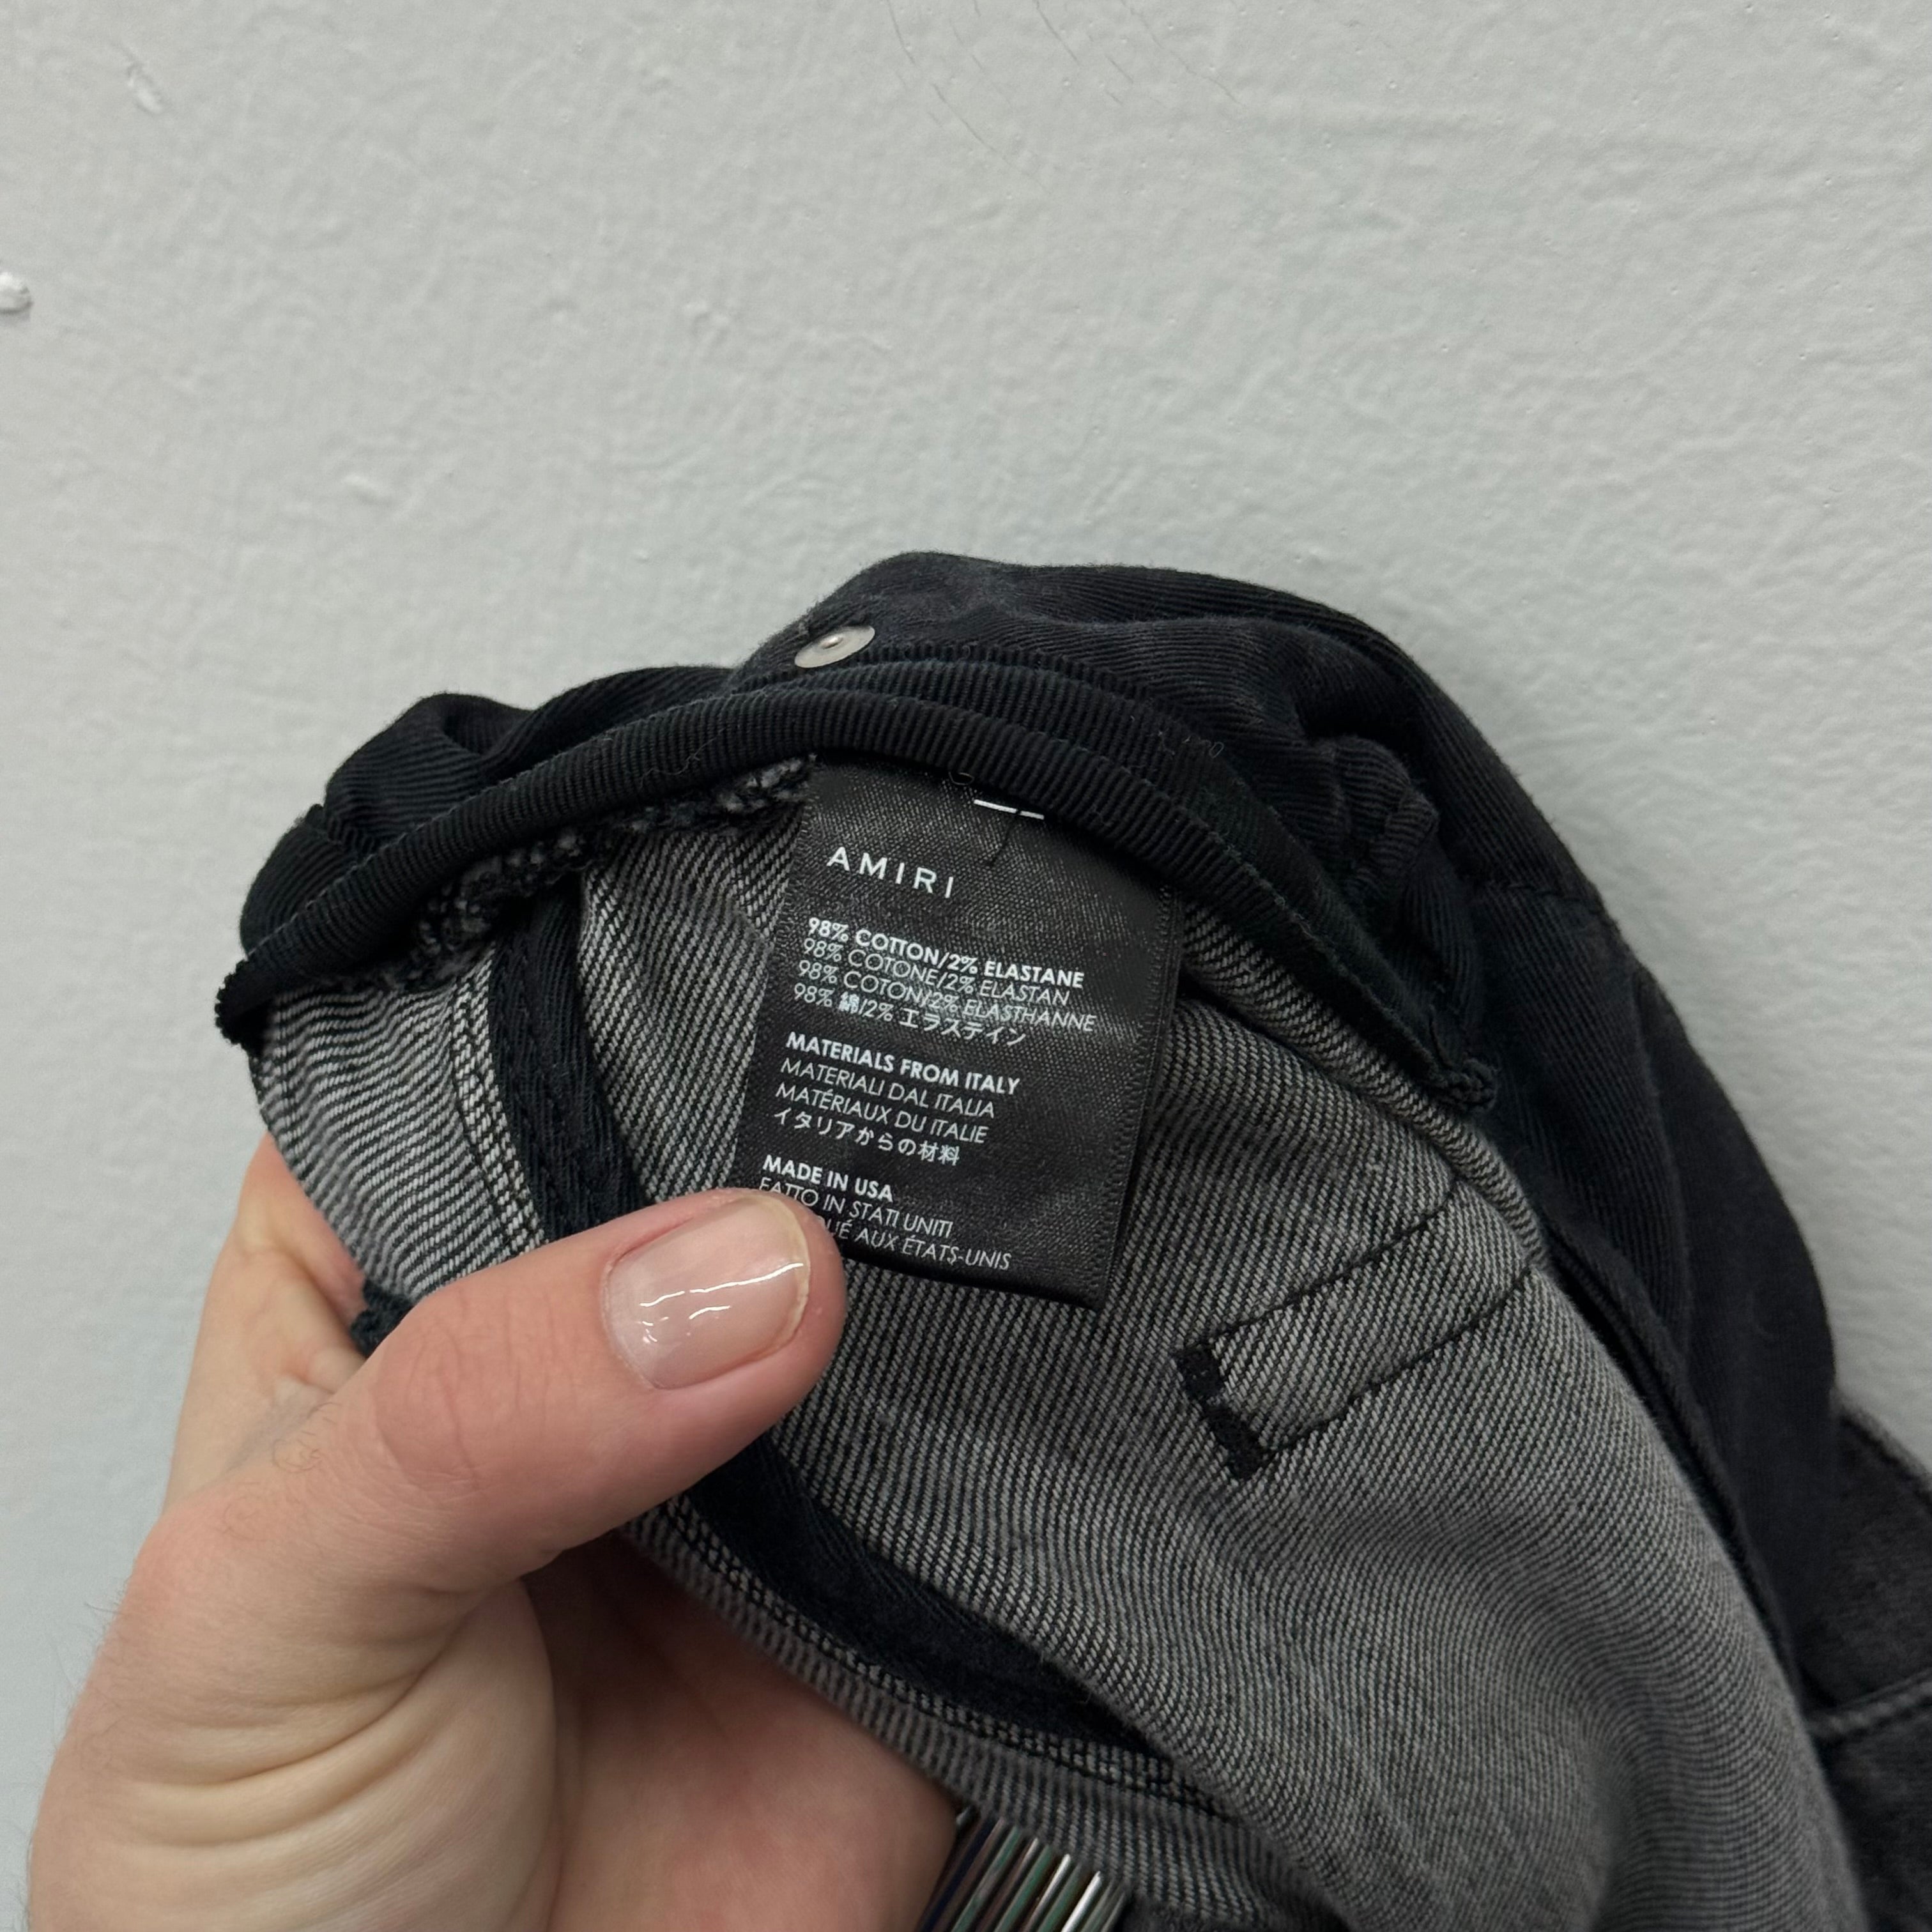 AMIRI
98% COTTON/2% ELASTANE
98% COTONE/2% ELASTAN
98% COTON/2% ELASTHANNE
98% 綿/2% エラステイン
MATERIALS FROM ITALY
MATERIALI DAL ITALIA
MATÉRIAUX DU ITALIE
イタリアからの材料
MADE IN USA
FATTO IN STATI UNITI
AUX ÉTATS-UNIS